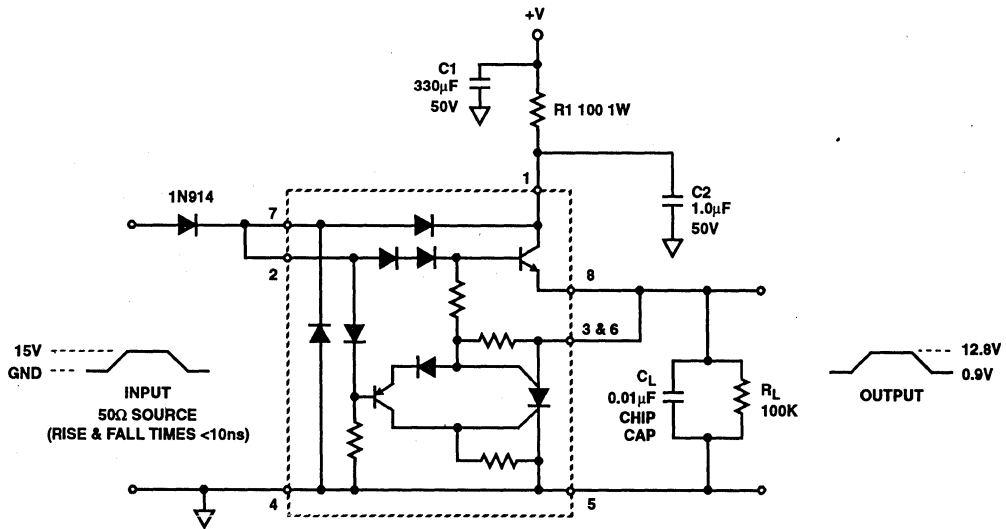 +V
C1
330µF
50V
R1 100 1W
1
C2
1.0µF
50V
1N914
7
2
8
3 & 6
15V
GND
INPUT
50Ω SOURCE
(RISE & FALL TIMES <10ns)
CL
0.01µF
CHIP
CAP
RL
100K
12.8V
0.9V
OUTPUT
4
5